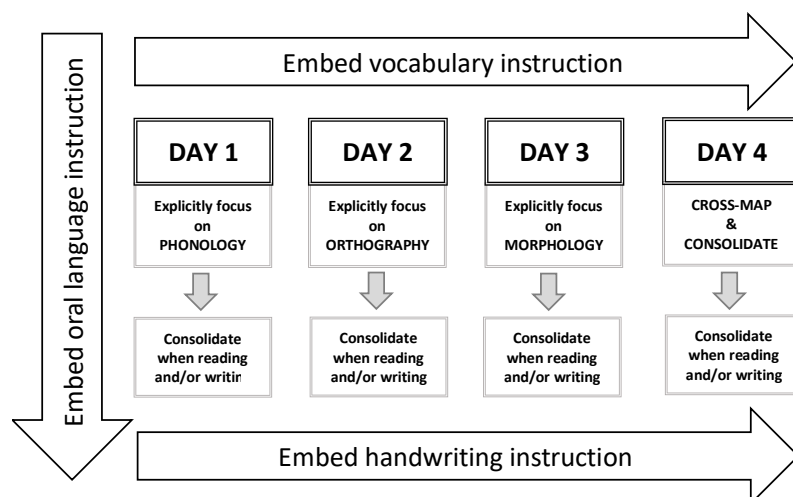 Embed vocabulary instruction
Embed oral language instruction
DAY 1
DAY 2
DAY 3
DAY 4
Explicitly focus
on
PHONOLOGY
Explicitly focus
on
ORTHOGRAPHY
Explicitly focus
on
MORPHOLOGY
CROSS-MAP
&
CONSOLIDATE
Consolidate
when reading
and/or writin
Consolidate
when reading
and/or writing
Consolidate
when reading
and/or writing
Consolidate
when reading
and/or writing
Embed handwriting instruction